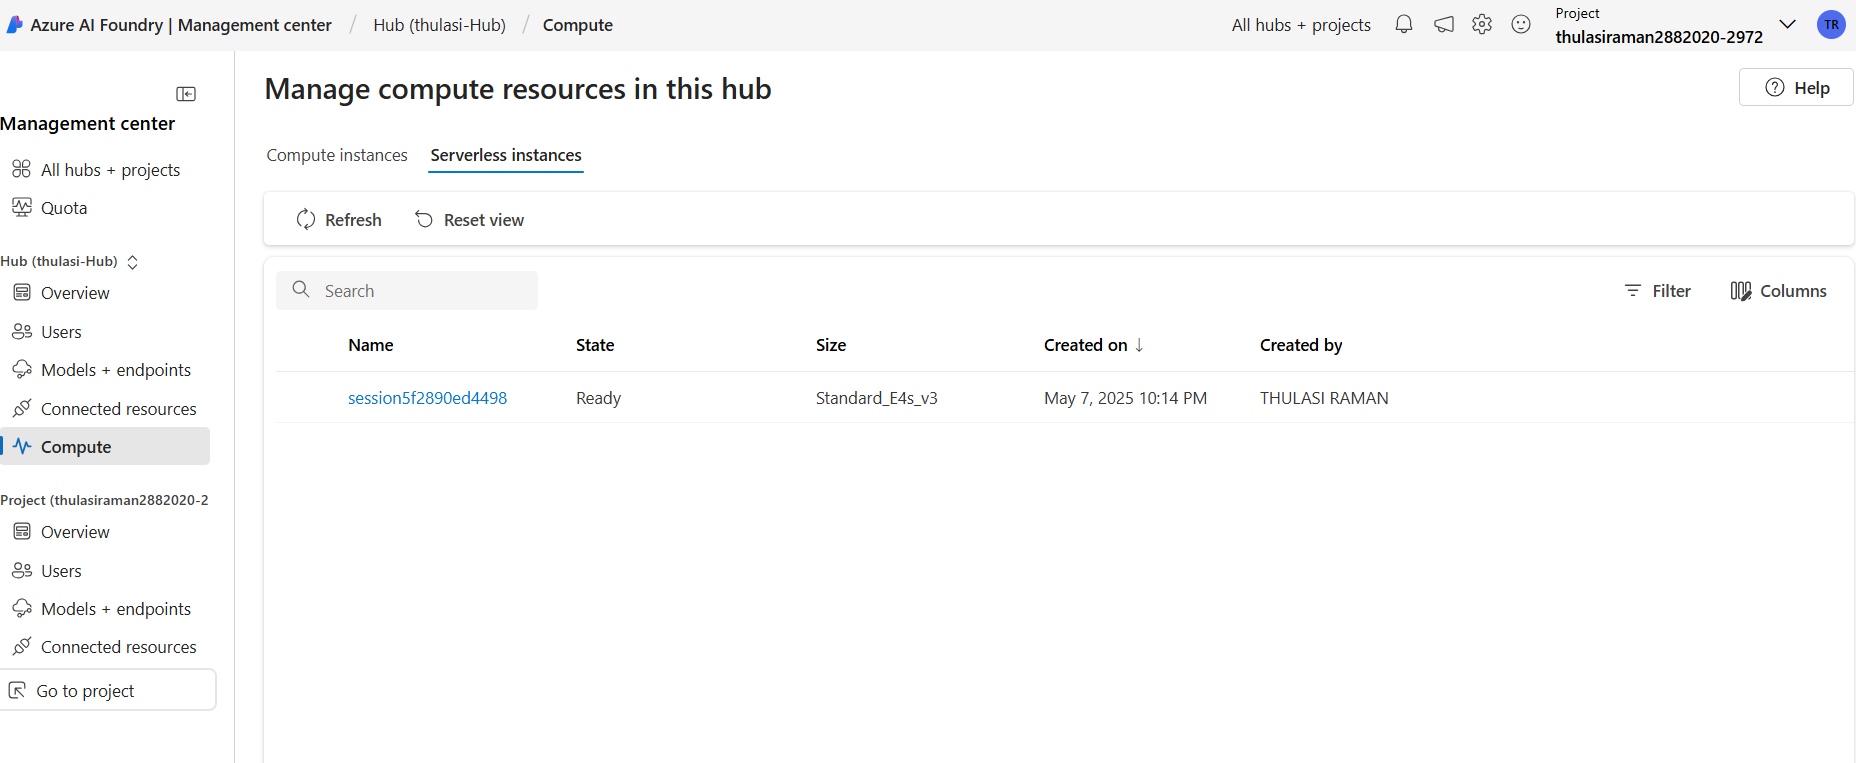 Azure AI Foundry | Management center / Hub (thulasi-Hub) / Compute
All hubs + projects
Project
thulasiraman2882020-2972
TR
Management center
All hubs + projects
Quota
Hub (thulasi-Hub)
Overview
Users
Models + endpoints
Connected resources
Compute
Project (thulasiraman2882020-2
Overview
Users
Models + endpoints
Connected resources
Go to project
Manage compute resources in this hub
Help
Compute instances Serverless instances
Refresh Reset view
Search
Filter Columns
Name State Size Created on ↓ Created by
session5f2890ed4498 Ready Standard_E4s_v3 May 7, 2025 10:14 PM THULASI RAMAN